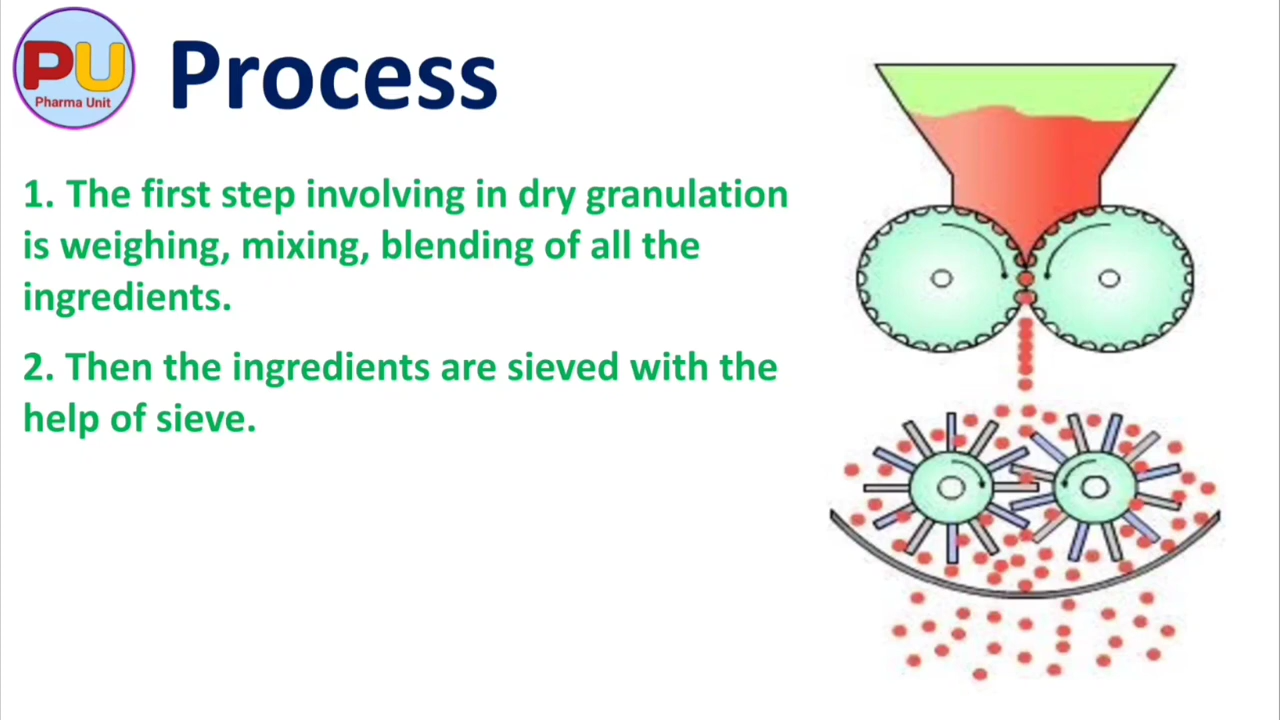 PU
Pharma Unit
Process
1. The first step involving in dry granulation
is weighing, mixing, blending of all the
ingredients.
2. Then the ingredients are sieved with the
help of sieve.